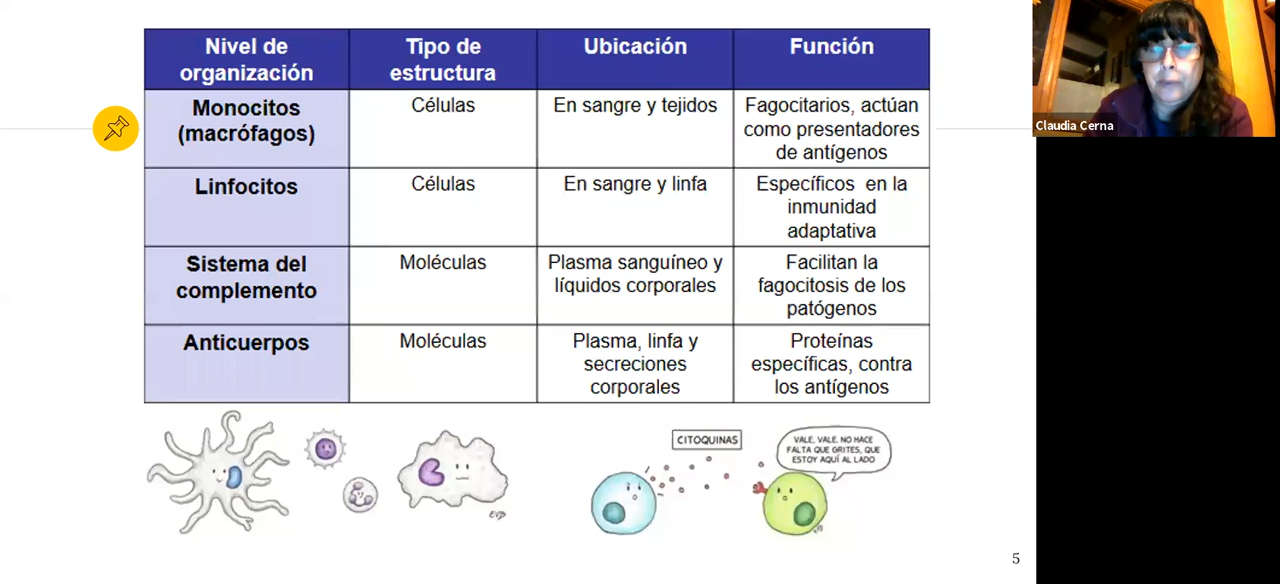 Nivel de
organización
Tipo de
estructura
Ubicación
Función
Monocitos
(macrófagos)
Células
En sangre y tejidos
Fagocitarios, actúan
como presentadores
de antígenos
Linfocitos
Células
En sangre y linfa
Específicos en la
inmunidad
adaptativa
Sistema del
complemento
Moléculas
Plasma sanguíneo y
líquidos corporales
Facilitan la
fagocitosis de los
patógenos
Anticuerpos
Moléculas
Plasma, linfa y
secreciones
corporales
Proteínas
específicas, contra
los antígenos
CITOQUINAS
VALE, VALE. NO HACE
FALTA QUE GRITES, QUE
ESTOY AQUÍ AL LADO
5
Claudia Cerna